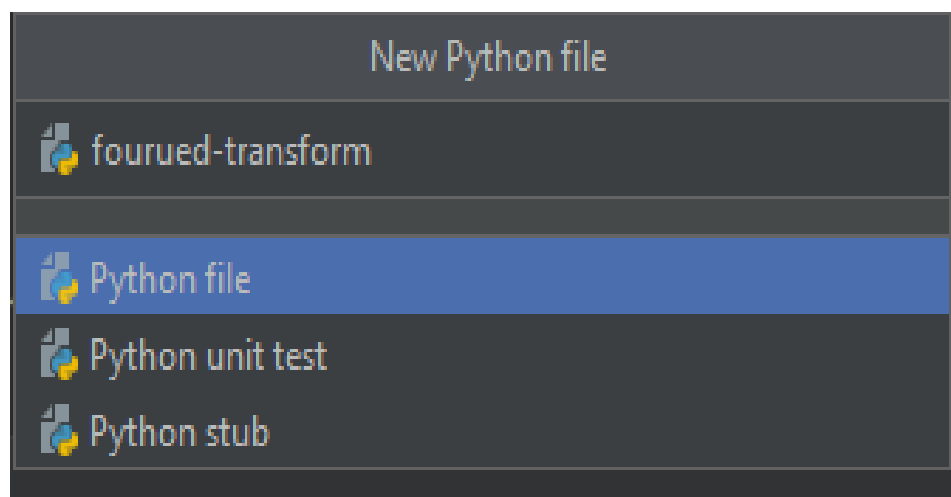 New Python file
fourued-transform
Python file
Python unit test
Python stub